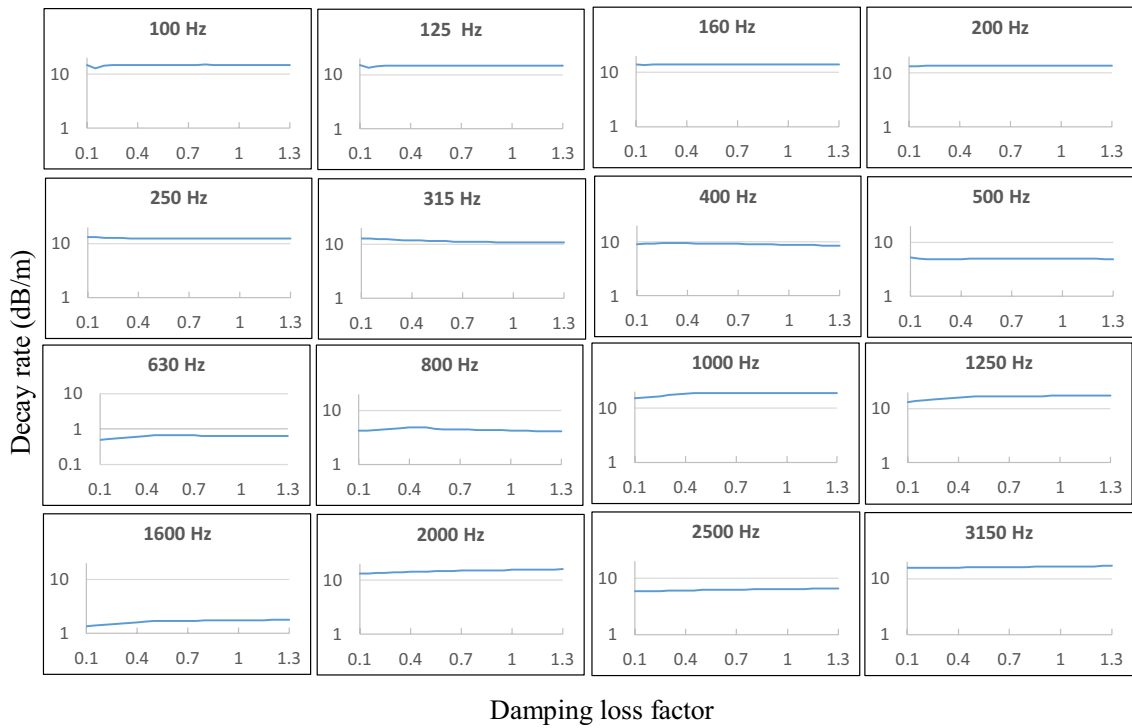 Decay rate (dB/m)
100 Hz
10
1
0.1 0.4 0.7 1 1.3
125 Hz
10
1
0.1 0.4 0.7 1 1.3
160 Hz
10
1
0.1 0.4 0.7 1 1.3
200 Hz
10
1
0.1 0.4 0.7 1 1.3
250 Hz
10
1
0.1 0.4 0.7 1 1.3
315 Hz
10
1
0.1 0.4 0.7 1 1.3
400 Hz
10
1
0.1 0.4 0.7 1 1.3
500 Hz
10
1
0.1 0.4 0.7 1 1.3
630 Hz
10
1
0.1
0.1 0.4 0.7 1 1.3
800 Hz
10
1
0.1 0.4 0.7 1 1.3
1000 Hz
10
1
0.1 0.4 0.7 1 1.3
1250 Hz
10
1
0.1 0.4 0.7 1 1.3
1600 Hz
10
1
0.1 0.4 0.7 1 1.3
2000 Hz
10
1
0.1 0.4 0.7 1 1.3
2500 Hz
10
1
0.1 0.4 0.7 1 1.3
3150 Hz
10
1
0.1 0.4 0.7 1 1.3
Damping loss factor